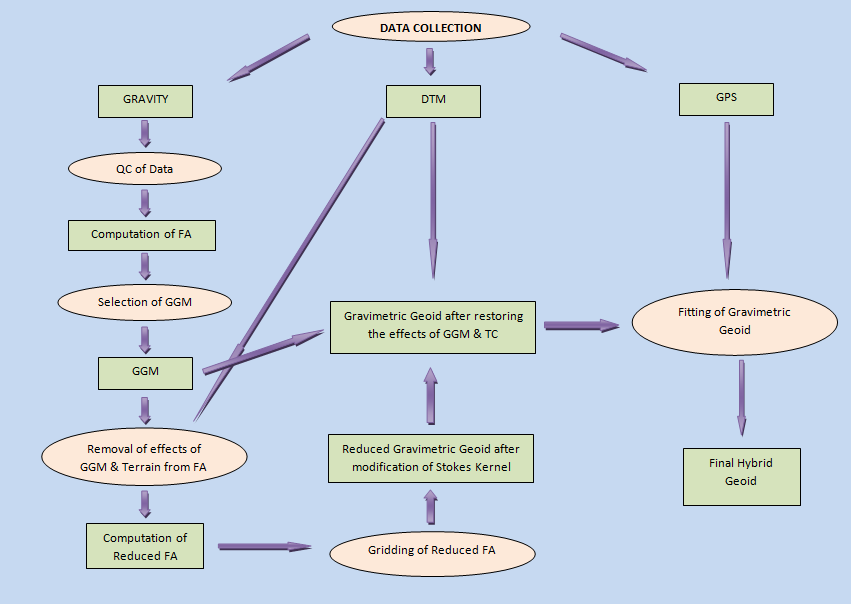 DATA COLLECTION
GRAVITY
DTM
GPS
QC of Data
Computation of FA
Selection of GGM
GGM
Removal of effects of
GGM & Terrain from FA
Computation of
Reduced FA
Gravimetric Geoid after restoring
the effects of GGM & TC
Reduced Gravimetric Geoid after
modification of Stokes Kernel
Gridding of Reduced FA
Fitting of Gravimetric
Geoid
Final Hybrid
Geoid